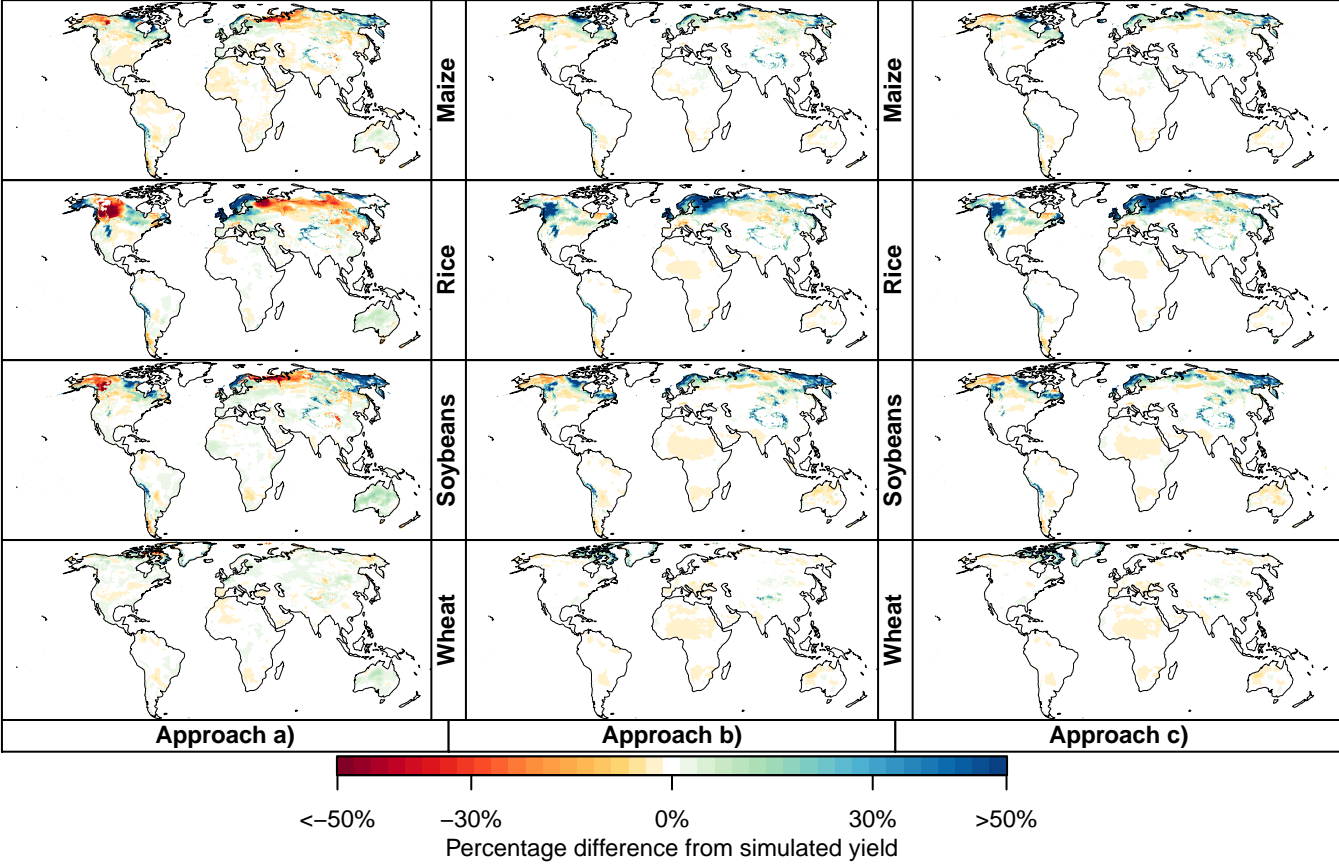 Maize
Maize
Rice
Rice
Soybeans
Soybeans
Wheat
Wheat
Approach a)
Approach b)
Approach c)
<−50%
−30%
0%
30%
>50%
Percentage difference from simulated yield